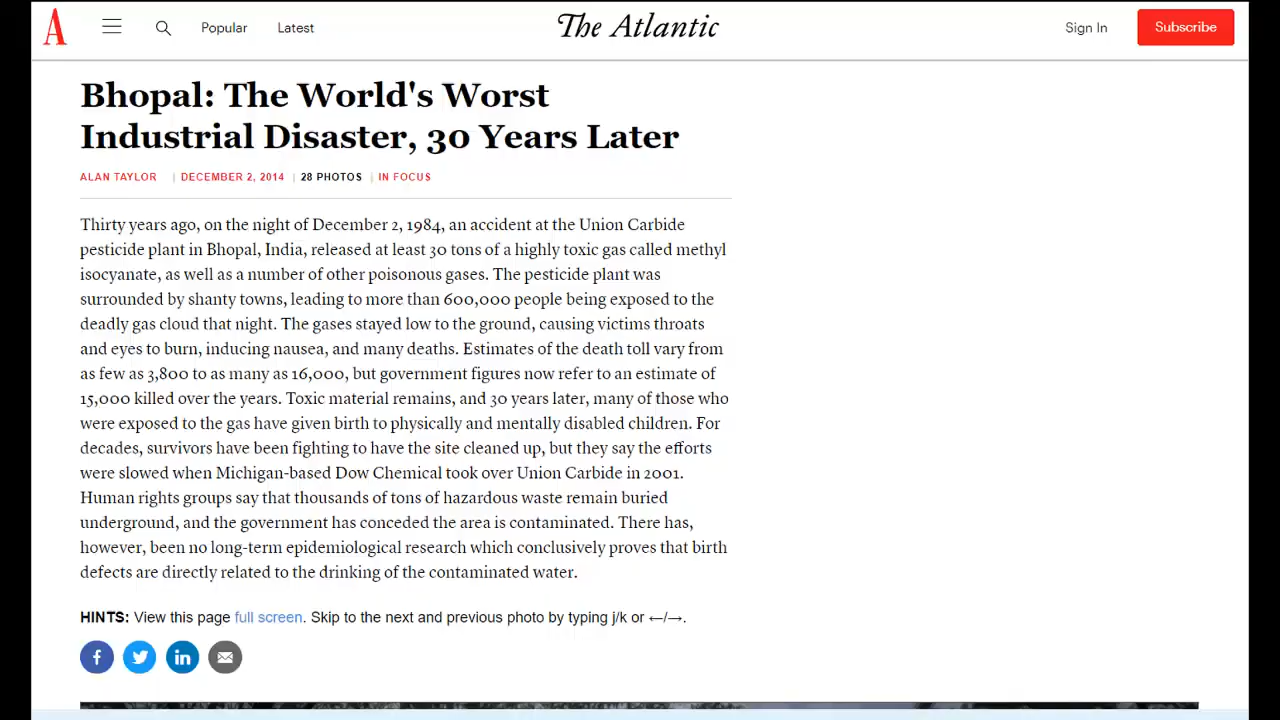 A
Popular
Latest
The Atlantic
Sign In
Subscribe
Bhopal: The World's Worst
Industrial Disaster, 30 Years Later
ALAN TAYLOR | DECEMBER 2, 2014 | 28 PHOTOS | IN FOCUS
Thirty years ago, on the night of December 2, 1984, an accident at the Union Carbide
pesticide plant in Bhopal, India, released at least 30 tons of a highly toxic gas called methyl
isocyanate, as well as a number of other poisonous gases. The pesticide plant was
surrounded by shanty towns, leading to more than 600,000 people being exposed to the
deadly gas cloud that night. The gases stayed low to the ground, causing victims throats
and eyes to burn, inducing nausea, and many deaths. Estimates of the death toll vary from
as few as 3,800 to as many as 16,000, but government figures now refer to an estimate of
15,000 killed over the years. Toxic material remains, and 30 years later, many of those who
were exposed to the gas have given birth to physically and mentally disabled children. For
decades, survivors have been fighting to have the site cleaned up, but they say the efforts
were slowed when Michigan-based Dow Chemical took over Union Carbide in 2001.
Human rights groups say that thousands of tons of hazardous waste remain buried
underground, and the government has conceded the area is contaminated. There has,
however, been no long-term epidemiological research which conclusively proves that birth
defects are directly related to the drinking of the contaminated water.
HINTS: View this page full screen. Skip to the next and previous photo by typing j/k or ←/→.
f
in